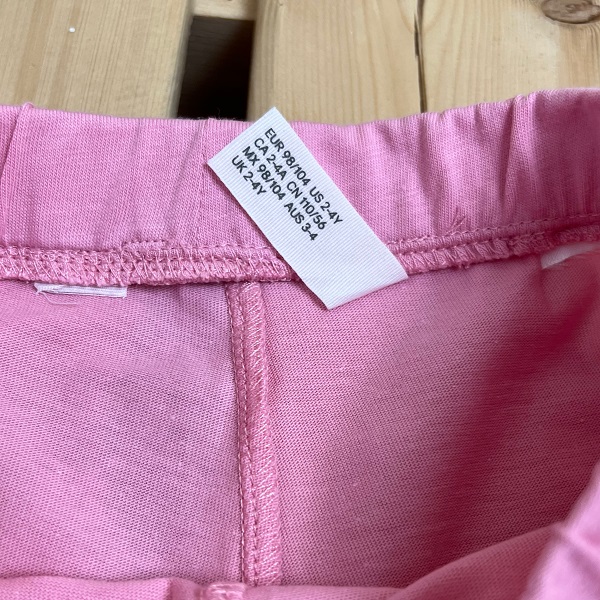 EUR 98/104 US 2-4Y
CA 2-4A CN 110/56
MX 98/104 AUS 3-4
UK 2-4Y